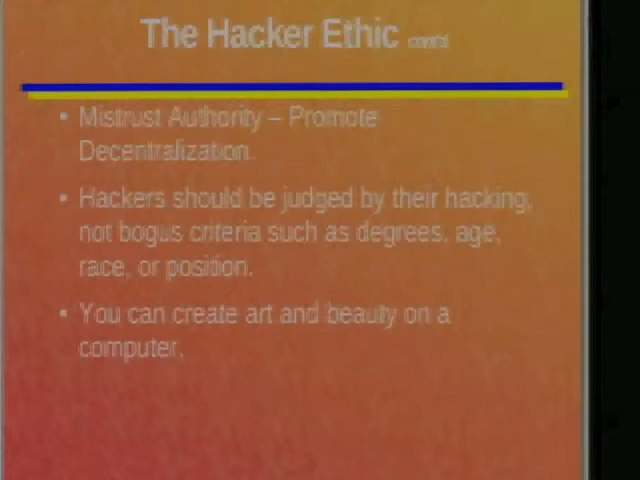 The Hacker Ethic cont'd
• Mistrust Authority – Promote
Decentralization.
• Hackers should be judged by their hacking,
not bogus criteria such as degrees, age,
race, or position.
• You can create art and beauty on a
computer.